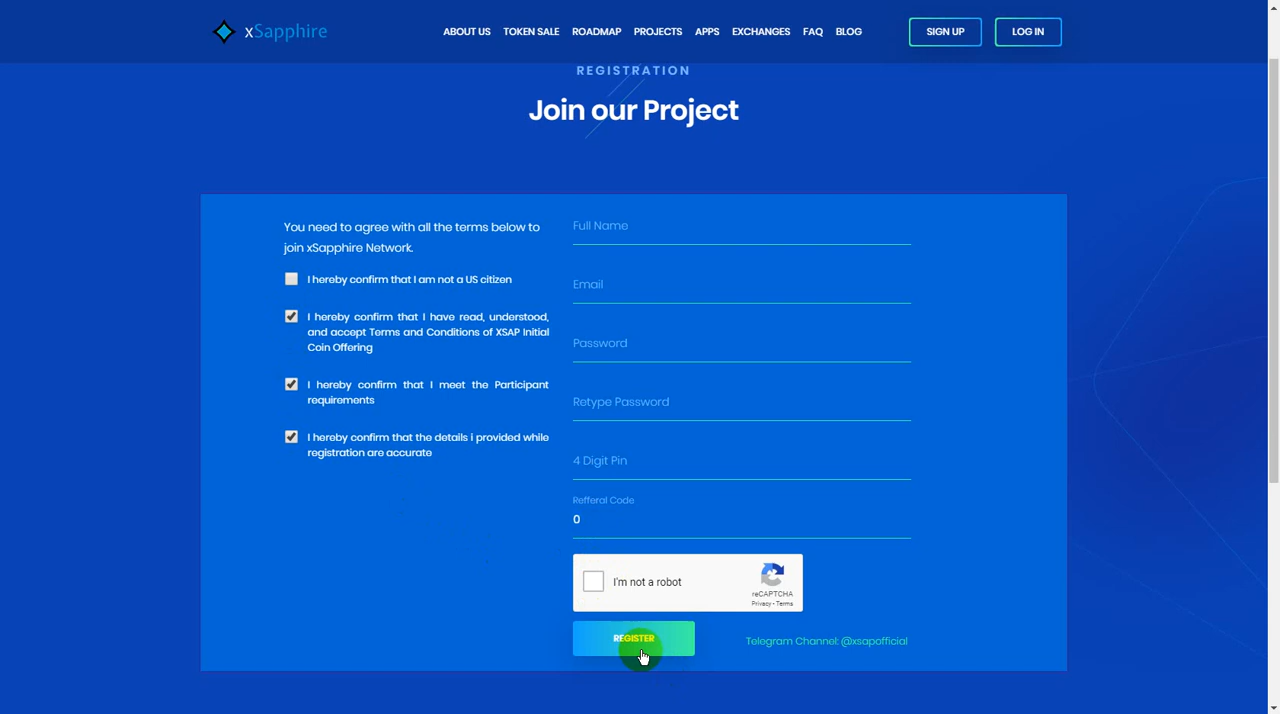 xSapphire
ABOUT US TOKEN SALE ROADMAP PROJECTS APPS EXCHANGES FAQ BLOG SIGN UP LOG IN
REGISTRATION
Join our Project
You need to agree with all the terms below to
join xSapphire Network.
I hereby confirm that I am not a US citizen
I hereby confirm that I have read, understood,
and accept Terms and Conditions of XSAP Initial
Coin Offering
I hereby confirm that I meet the Participant
requirements
I hereby confirm that the details i provided while
registration are accurate
Full Name
Email
Password
Retype Password
4 Digit Pin
Refferal Code
0
I'm not a robot
reCAPTCHA
Privacy - Terms
REGISTER
Telegram Channel: @xsapofficial